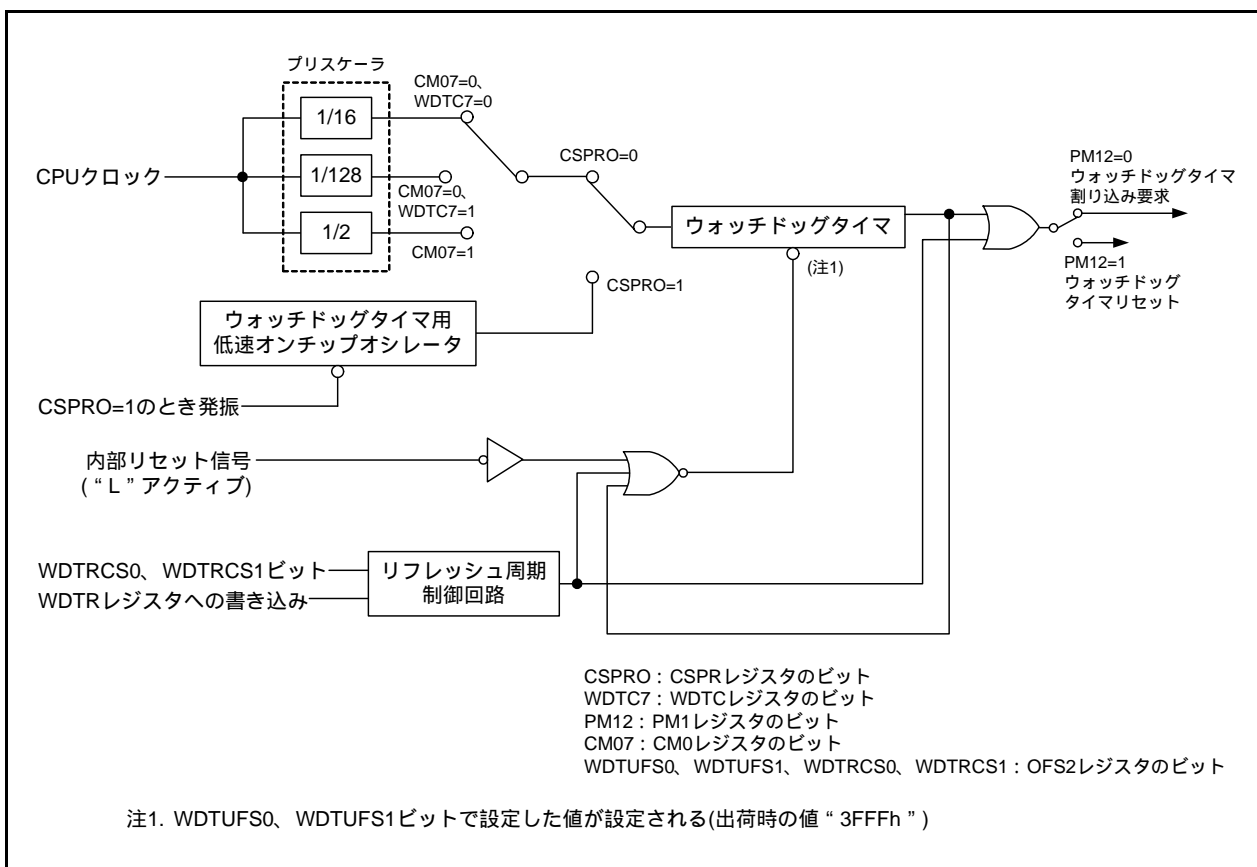 プリスケーラ
CM07=0、
WDTC7=0
1/16
CSPRO=0
PM12=0
ウォッチドッグタイマ
割り込み要求
CPUクロック
1/128
CM07=0、
WDTC7=1
1/2
CM07=1
ウォッチドッグタイマ
(注1)
PM12=1
ウォッチドッグ
タイマリセット
CSPRO=1
ウォッチドッグタイマ用
低速オンチップオシレータ
CSPRO=1のとき発振
内部リセット信号
( “ L ” アクティブ)
WDTRCS0、WDTRCS1ビット
WDTRレジスタへの書き込み
リフレッシュ周期
制御回路
CSPRO：CSPRレジスタのビット
WDTC7：WDTCレジスタのビット
PM12：PM1レジスタのビット
CM07：CM0レジスタのビット
WDTUFS0、WDTUFS1、WDTRCS0、WDTRCS1：OFS2レジスタのビット
注1. WDTUFS0、WDTUFS1ビットで設定した値が設定される(出荷時の値 “ 3FFFh ” )